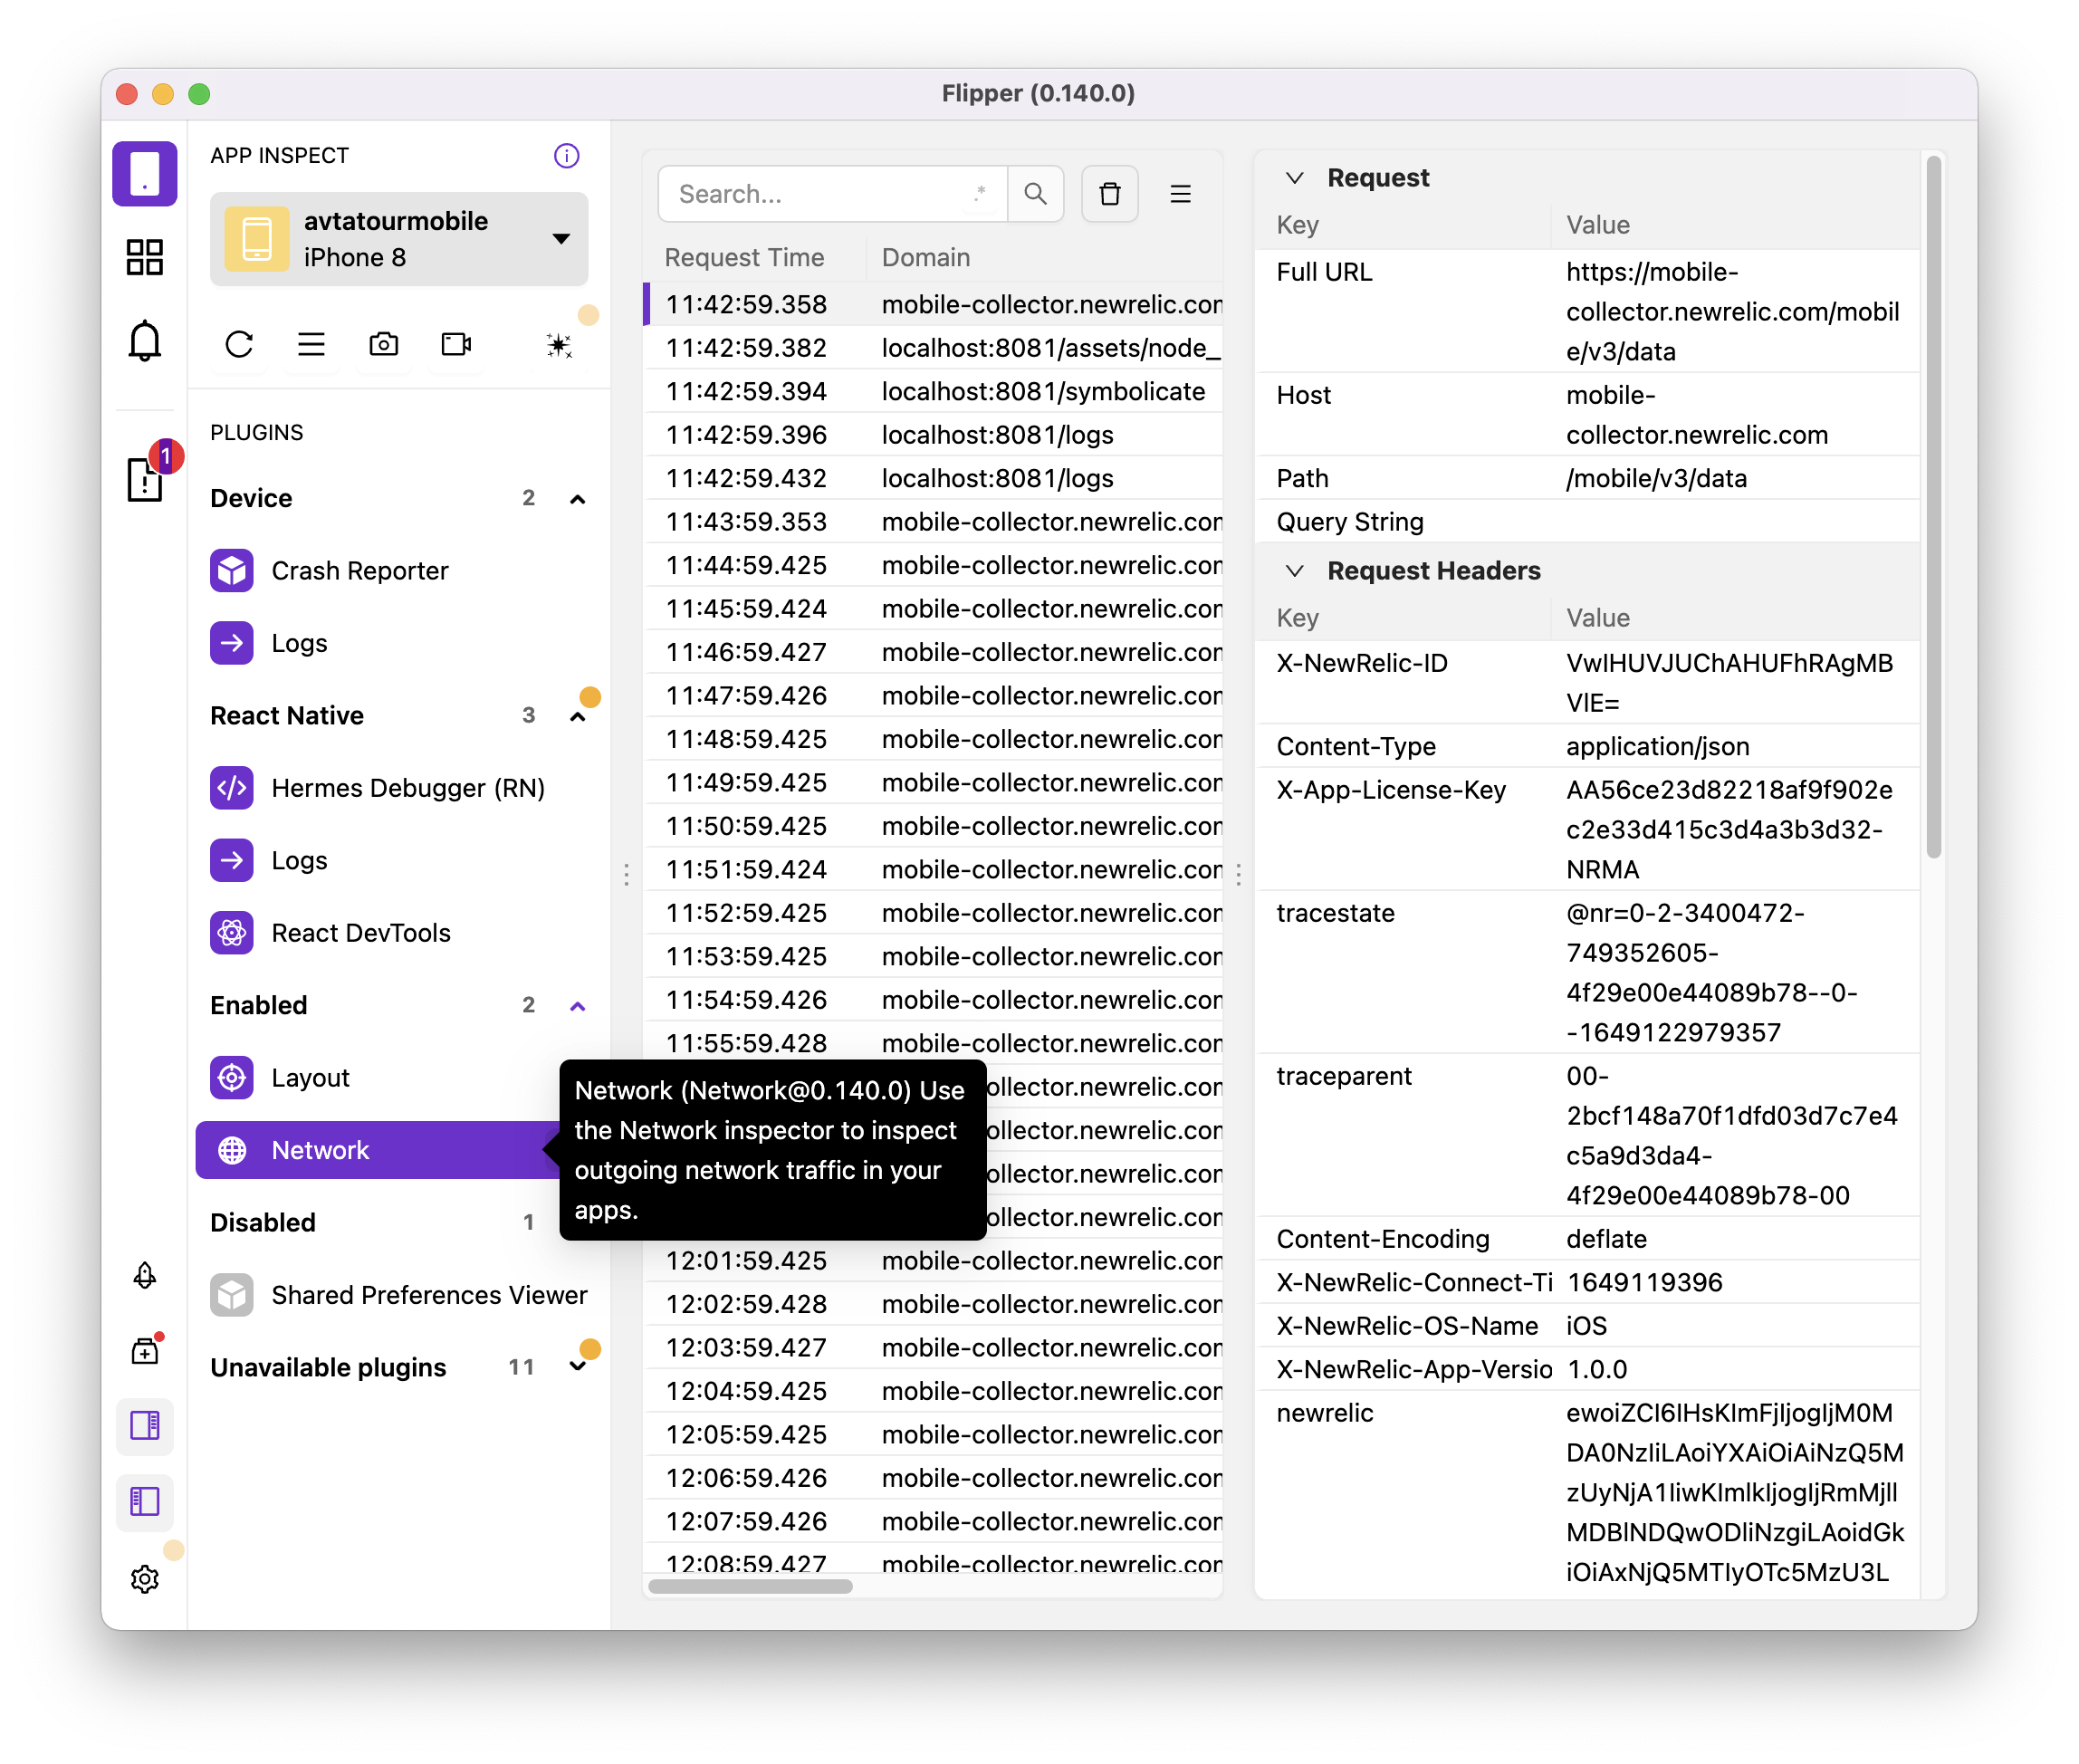 Flipper (0.140.0)
APP INSPECT
avtatourmobile
iPhone 8
PLUGINS
1
Device 2
Crash Reporter
Logs
React Native 3
Hermes Debugger (RN)
Logs
React DevTools
Enabled 2
Layout
Network
Disabled 1
Shared Preferences Viewer
Unavailable plugins 11
Network (Network@0.140.0) Use
the Network inspector to inspect
outgoing network traffic in your
apps.
Search... .*
Request Time Domain
11:42:59.358 mobile-collector.newrelic.con
11:42:59.382 localhost:8081/assets/node_
11:42:59.394 localhost:8081/symbolicate
11:42:59.396 localhost:8081/logs
11:42:59.432 localhost:8081/logs
11:43:59.353 mobile-collector.newrelic.con
11:44:59.425 mobile-collector.newrelic.con
11:45:59.424 mobile-collector.newrelic.con
11:46:59.427 mobile-collector.newrelic.con
11:47:59.426 mobile-collector.newrelic.con
11:48:59.425 mobile-collector.newrelic.con
11:49:59.425 mobile-collector.newrelic.con
11:50:59.425 mobile-collector.newrelic.con
11:51:59.424 mobile-collector.newrelic.con
11:52:59.425 mobile-collector.newrelic.con
11:53:59.425 mobile-collector.newrelic.con
11:54:59.426 mobile-collector.newrelic.con
11:55:59.428 mobile-collector.newrelic.con
ollector.newrelic.con
ollector.newrelic.con
ollector.newrelic.con
ollector.newrelic.con
12:01:59.425 mobile-collector.newrelic.con
12:02:59.428 mobile-collector.newrelic.con
12:03:59.427 mobile-collector.newrelic.con
12:04:59.425 mobile-collector.newrelic.con
12:05:59.425 mobile-collector.newrelic.con
12:06:59.426 mobile-collector.newrelic.con
12:07:59.426 mobile-collector.newrelic.con
12:08:59.427 mobile-collector.newrelic.con
Request
Key Value
Full URL https://mobile-
collector.newrelic.com/mobil
e/v3/data
Host mobile-
collector.newrelic.com
Path /mobile/v3/data
Query String
Request Headers
Key Value
X-NewRelic-ID VwIHUVJUChAHUFhRAgMB
VlE=
Content-Type application/json
X-App-License-Key AA56ce23d82218af9f902e
c2e33d415c3d4a3b3d32-
NRMA
tracestate @nr=0-2-3400472-
749352605-
4f29e00e44089b78--0-
-1649122979357
traceparent 00-
2bcf148a70f1dfd03d7c7e4
c5a9d3da4-
4f29e00e44089b78-00
Content-Encoding deflate
X-NewRelic-Connect-Ti 1649119396
X-NewRelic-OS-Name iOS
X-NewRelic-App-Versio 1.0.0
newrelic ewoiZCI6IHsKImFjIjogIjM0M
DA0NzIiLAoiYXAiOiAiNzQ5M
zUyNjA1IiwKImlkIjogIjRmMjll
MDBlNDQwODliNzgiLAoidGk
iOiAxNjQ5MTIyOTc5MzU3L